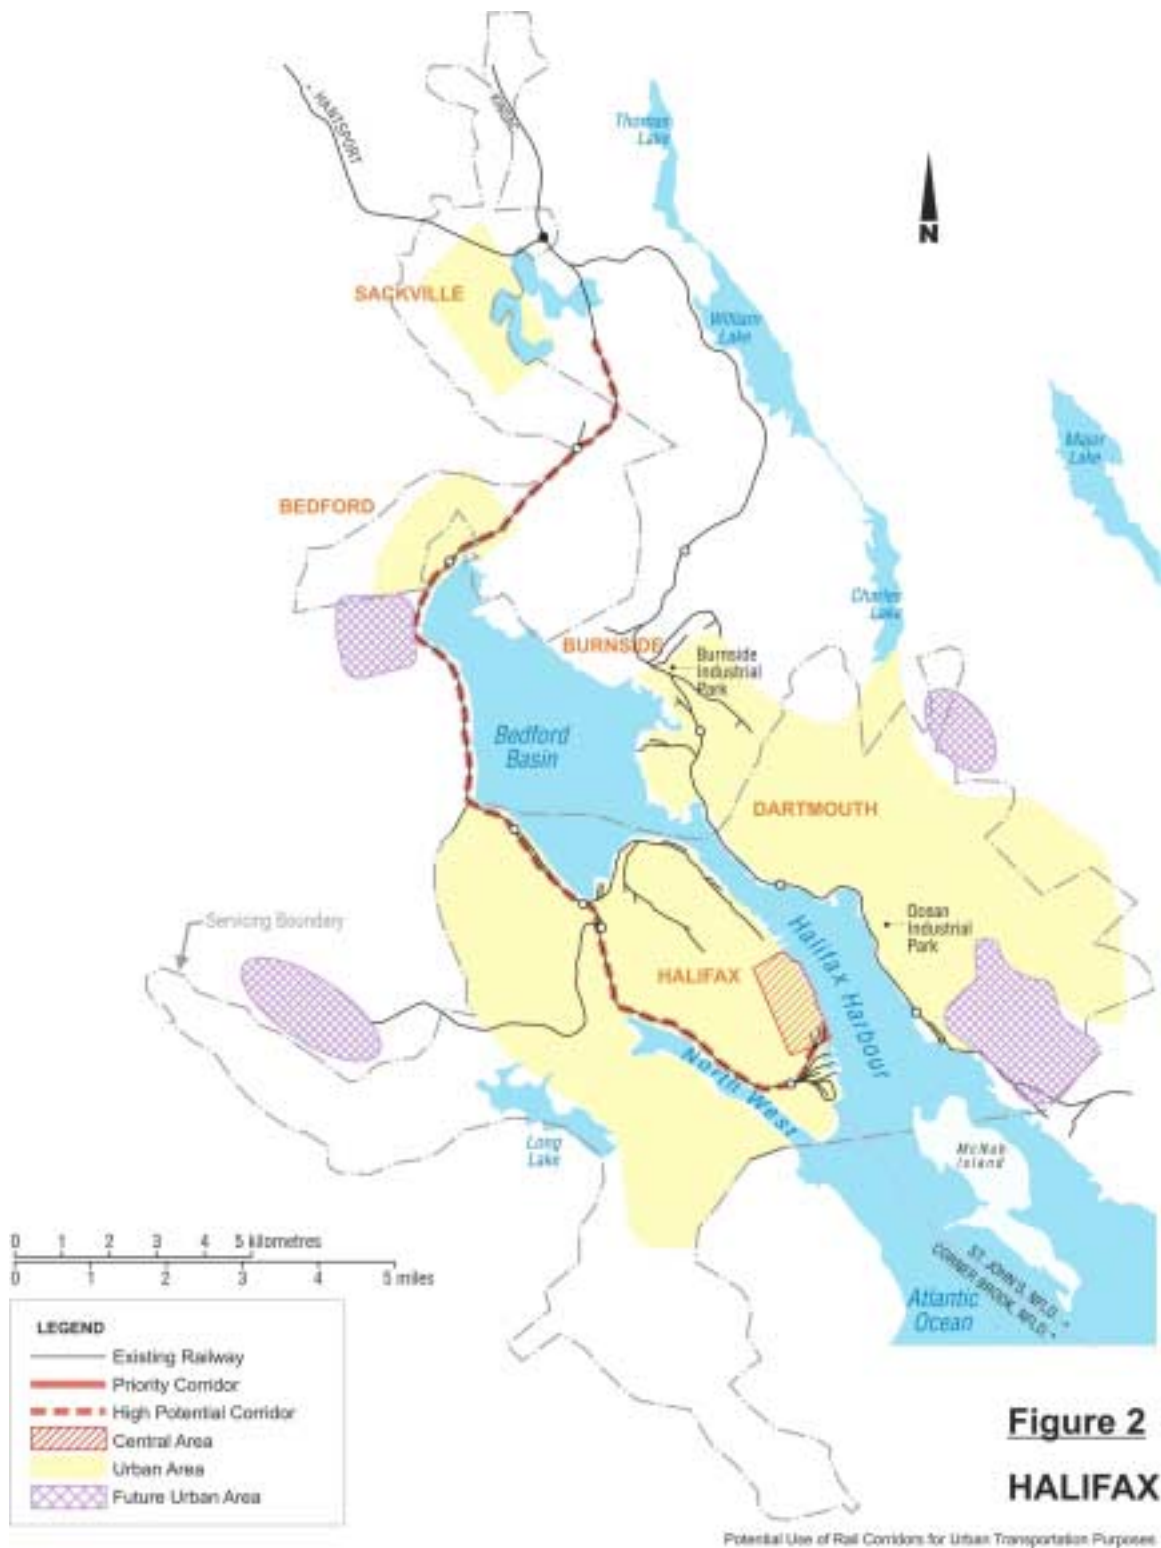 HANTSPORT
KINSAC
Thomas
Lake
N
SACKVILLE
William
Lake
Major
Lake
BEDFORD
Charles
Lake
BURNSIDE
Burnside
Industrial
Park
Bedford
Basin
DARTMOUTH
Servicing Boundary
Ocean
Industrial
Park
HALIFAX
Halifax Harbour
North West
Long
Lake
McNab
Island
0 1 2 3 4 5 kilometres
0 1 2 3 4 5 miles
ST. JOHN'S, NFLD.
CORNER BROOK, NFLD.
Atlantic
Ocean
LEGEND
Existing Railway
Priority Corridor
High Potential Corridor
Central Area
Urban Area
Future Urban Area
Figure 2
HALIFAX
Potential Use of Rail Corridors for Urban Transportation Purposes